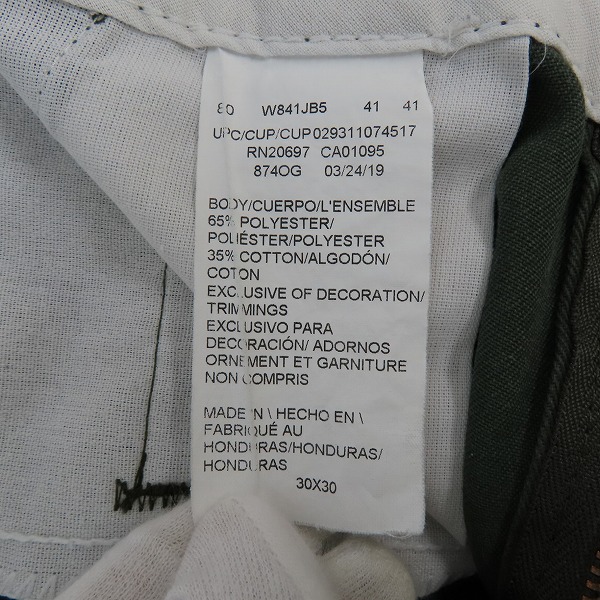 80 W841JB5 41 41
UPC/CUP/CUP029311074517
RN20697 CA01095
874OG 03/24/19
BODY/CUERPO/L'ENSEMBLE
65% POLYESTER/
POLIÉSTER/POLYESTER
35% COTTON/ALGODÓN/
COTON
EXCLUSIVE OF DECORATION/
TRIMMINGS
EXCLUSIVO PARA
DECORACIÓN/ ADORNOS
ORNEMENT ET GARNITURE
NON COMPRIS
MADE IN \ HECHO EN \
FABRIQUÉ AU
HONDURAS/HONDURAS/
HONDURAS
30X30